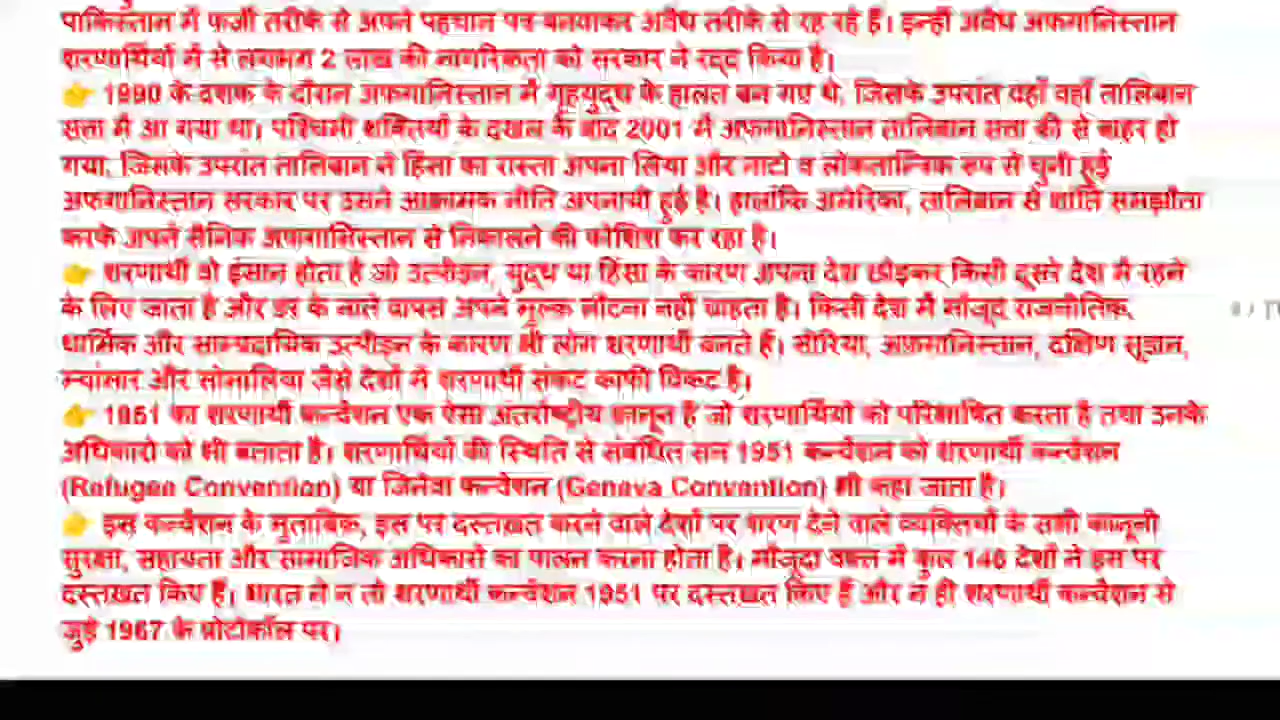 पाकिस्तान में फर्जी तरीके से अपने पहचान पत्र बनवाकर अवैध तरीके से रह रहे हैं। इन्हीं अवैध अफगानिस्तान
शरणार्थियों में से लगभग 2 लाख की नागरिकता को सरकार ने रद्द किया है।
👉 1990 के दशक के दौरान अफगानिस्तान में गृहयुद्ध के हालत बन गए थे, जिसके उपरांत वहाँ वहाँ तालिबान
सत्ता में आ गया था। पश्चिमी शक्तियों के दखल के बाद 2001 में अफगानिस्तान तालिबान सत्ता की से बाहर हो
गया, जिसके उपरांत तालिबान ने हिंसा का रास्ता अपना लिया और नाटो व लोकतान्त्रिक रूप से चुनी हुई
अफगानिस्तान सरकार पर उसने आक्रामक नीति अपनायी हुई है। हालांकि अमेरिका, तालिबान से शांति समझौता
करके अपने सैनिक अफगानिस्तान से निकालने की कोशिश कर रहा है।
👉 शरणार्थी वो इंसान होता है जो उत्पीड़न, युद्ध या हिंसा के कारण अपना देश छोड़कर किसी दूसरे देश में रहने
के लिए जाता है और डर के नाते वापस अपने मुल्क लौटना नहीं चाहता है। किसी देश में मौजूद राजनीतिक,
धार्मिक और साम्प्रदायिक उत्पीड़न के कारण भी लोग शरणार्थी बनते हैं। सीरिया, अफ़गानिस्तान, दक्षिण सूडान,
म्यांमार और सोमालिया जैसे देशों में शरणार्थी संकट काफी विकट है।
👉 1951 का शरणार्थी कन्वेंशन एक ऐसा अंतर्राष्ट्रीय कानून है जो शरणार्थियों को परिभाषित करता है तथा उनके
अधिकारों को भी बताता है। शरणार्थियों की स्थिति से संबंधित सन 1951 कन्वेंशन को शरणार्थी कन्वेंशन
(Refugee Convention) या जिनेवा कन्वेंशन (Geneva Convention) भी कहा जाता है।
👉 इस कन्वेंशन के मुताबिक, इस पर दस्तख़त करने वाले देशों पर शरण देने वाले व्यक्तियों के सभी कानूनी
सुरक्षा, सहायता और सामाजिक अधिकारों का पालन करना होता है। मौजूदा वक्त में कुल 146 देशों ने इस पर
दस्तख़त किए हैं। भारत ने न तो शरणार्थी कन्वेंशन 1951 पर दस्तख़त किए हैं और न ही शरणार्थी कन्वेंशन से
जुड़े 1967 के प्रोटोकॉल पर।